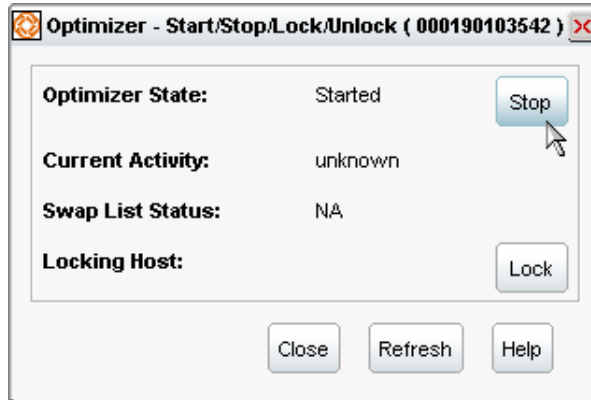 Optimizer - Start/Stop/Lock/Unlock ( 000190103542 )
Optimizer State: Started Stop
Current Activity: unknown
Swap List Status: NA
Locking Host: Lock
Close Refresh Help